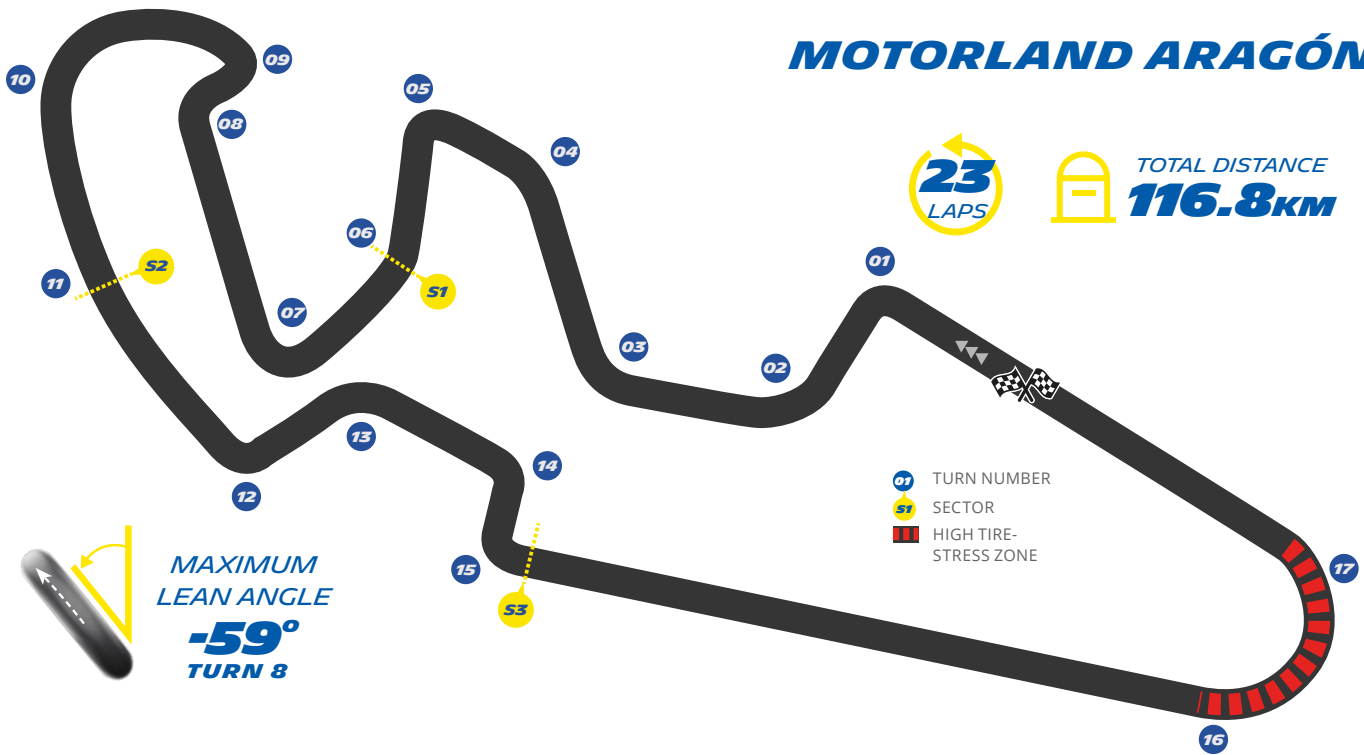 MOTORLAND ARAGÓN
10
09
08
05
04
23
LAPS
TOTAL DISTANCE
116.8KM
06
S1
11
S2
07
03
02
01
13
12
14
15
S3
01 TURN NUMBER
S1 SECTOR
HIGH TIRE-
STRESS ZONE
17
16
MAXIMUM
LEAN ANGLE
-59°
TURN 8